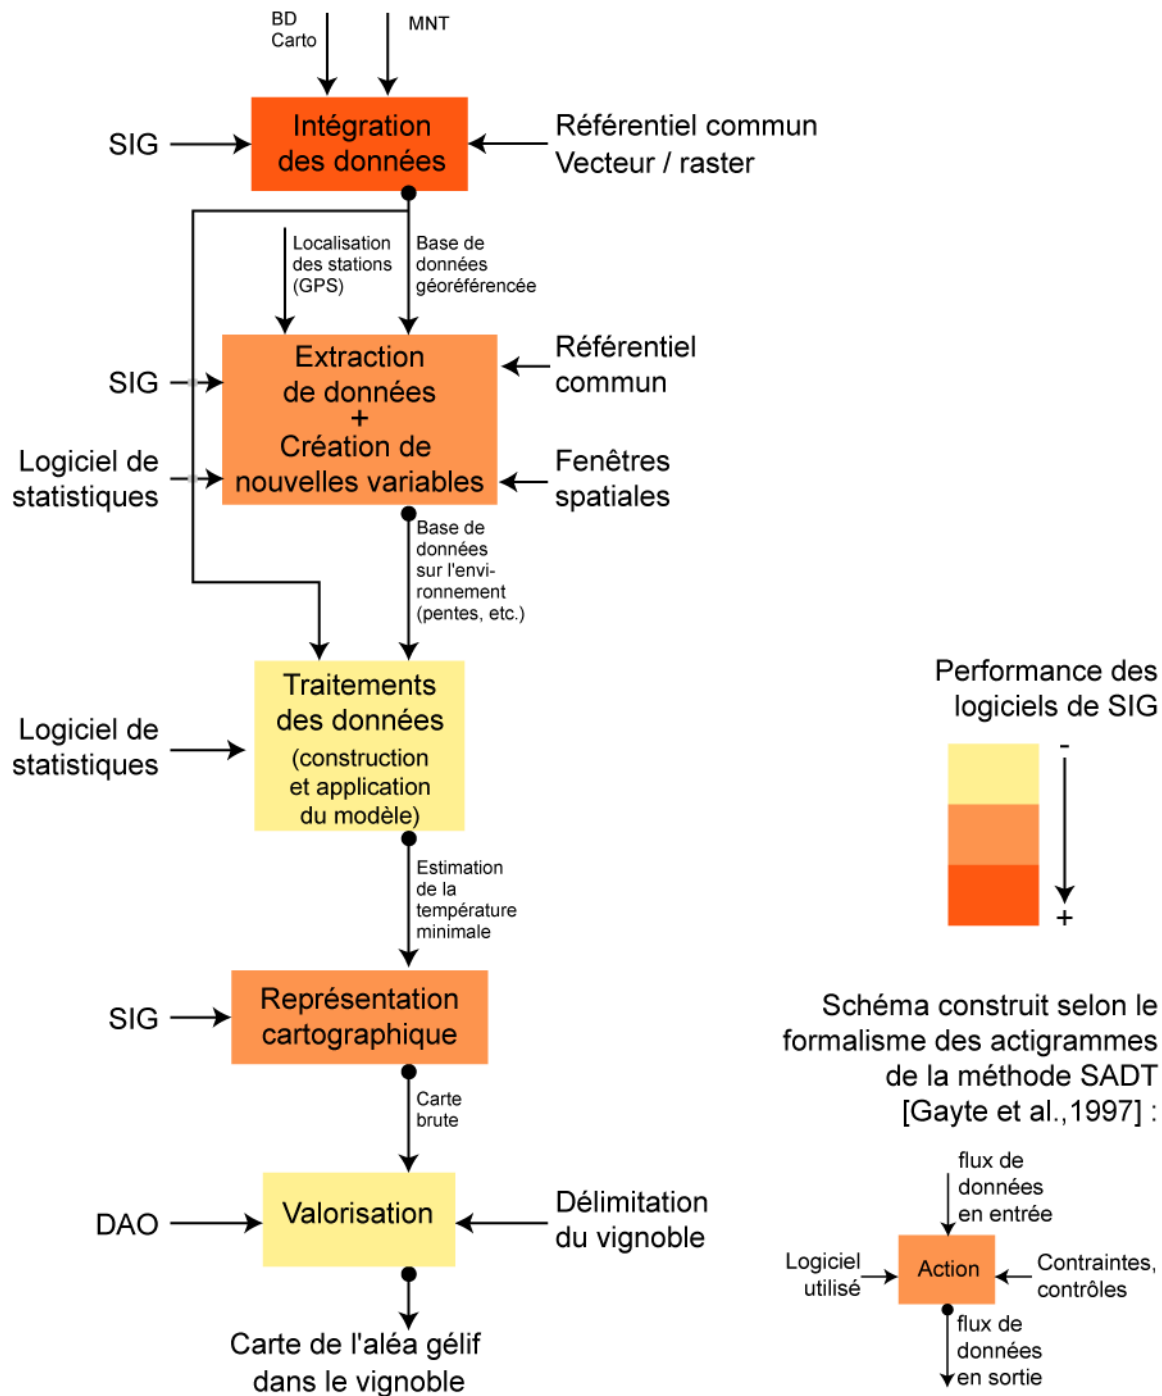 BD
Carto
MNT
SIG
Intégration
des données
Référentiel commun
Vecteur / raster
Localisation
des stations
(GPS)
Base de
données
géoréférencée
SIG
Logiciel de
statistiques
Extraction
de données
+
Création de
nouvelles variables
Référentiel
commun
Fenêtres
spatiales
Base de
données
sur l'envi-
ronnement
(pentes, etc.)
Logiciel de
statistiques
Traitements
des données
(construction
et application
du modèle)
Estimation
de la
température
minimale
SIG
Représentation
cartographique
Carte
brute
DAO
Valorisation
Délimitation
du vignoble
Carte de l'aléa gélif
dans le vignoble
Performance des
logiciels de SIG
-
+
Schéma construit selon le
formalisme des actigrammes
de la méthode SADT
[Gayte et al.,1997] :
flux de
données
en entrée
Logiciel
utilisé
Action
Contraintes,
contrôles
flux de
données
en sortie